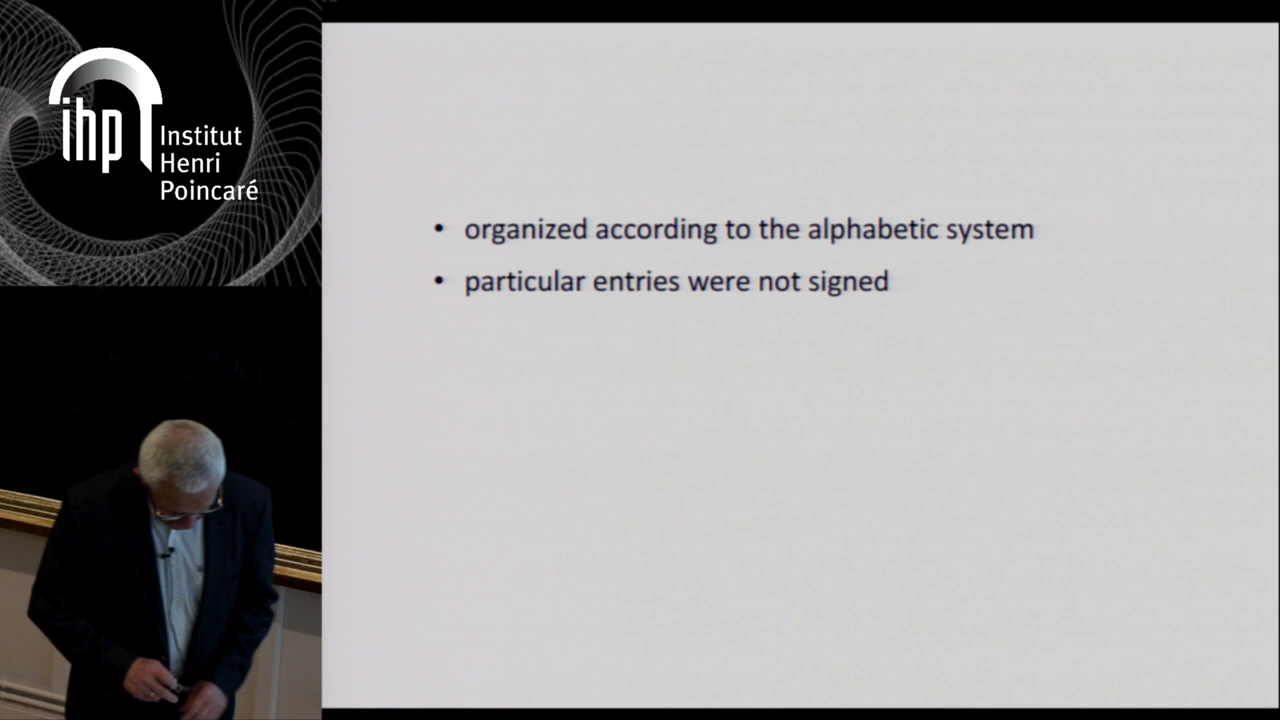 ihp
Institut
Henri
Poincaré
• organized according to the alphabetic system
• particular entries were not signed